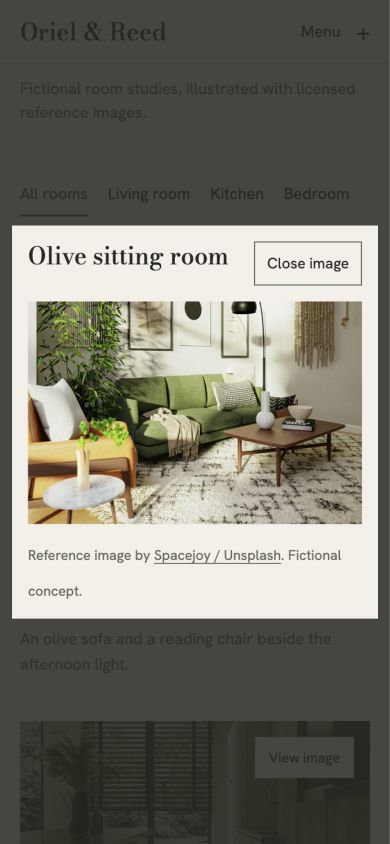 Oriel & Reed
Menu +
Fictional room studies, illustrated with licensed
reference images.
All rooms Living room Kitchen Bedroom
Olive sitting room
Close image
Reference image by Spacejoy / Unsplash. Fictional
concept.
An olive sofa and a reading chair beside the
afternoon light.
View image